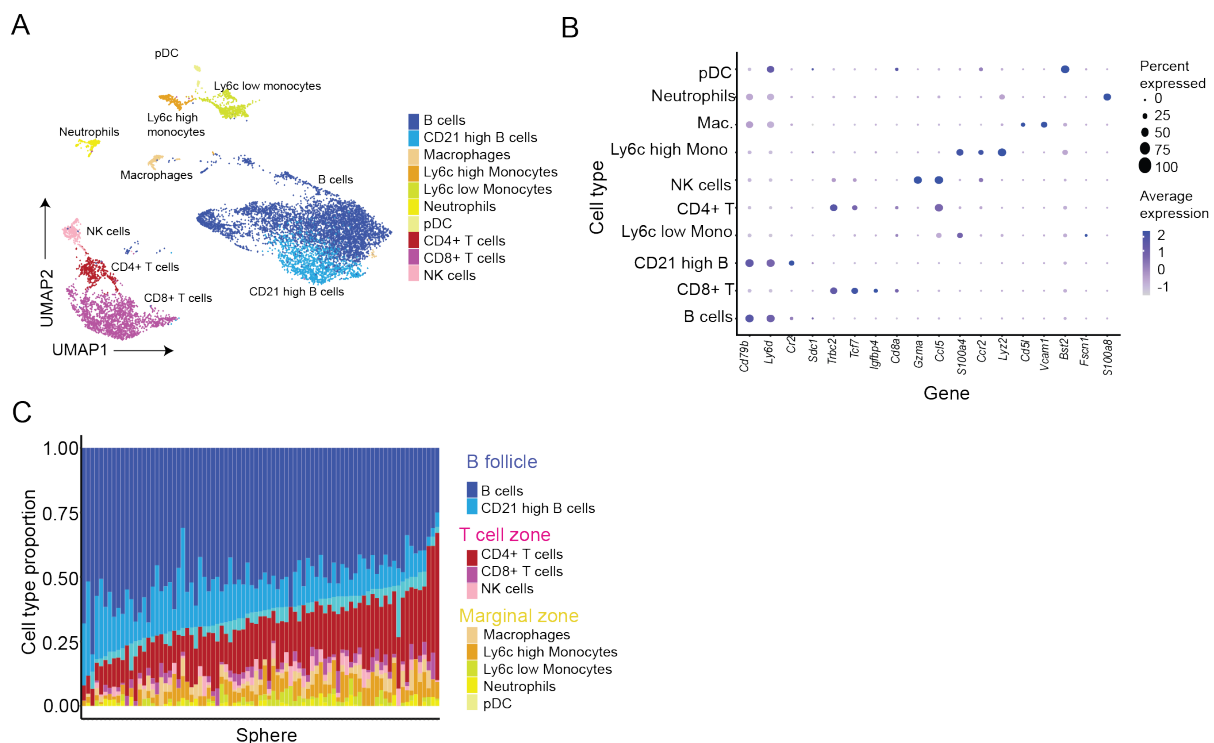 A
pDC
Ly6c low monocytes
Ly6c high
monocytes
Neutrophils
Macrophages
B cells
NK cells
CD4+ T cells
CD8+ T cells
CD21 high B cells
UMAP2
UMAP1
B cells
CD21 high B cells
Macrophages
Ly6c high Monocytes
Ly6c low Monocytes
Neutrophils
pDC
CD4+ T cells
CD8+ T cells
NK cells
B
Cell type
pDC
Neutrophils
Mac.
Ly6c high Mono
NK cells
CD4+ T
Ly6c low Mono
CD21 high B
CD8+ T
B cells
Cd79b
Ly6d
Cr2
Sdc1
Trbc2
Tcf7
Igfbp4
Cd8a
Gzma
Ccl5
S100a4
Ccr2
Lyz2
Cd5l
Vcam1
Bst2
Fscn1
S100a8
Gene
Percent
expressed
0
25
50
75
100
Average
expression
2
1
0
-1
C
Cell type proportion
1.00
0.75
0.50
0.25
0.00
Sphere
B follicle
B cells
CD21 high B cells
T cell zone
CD4+ T cells
CD8+ T cells
NK cells
Marginal zone
Macrophages
Ly6c high Monocytes
Ly6c low Monocytes
Neutrophils
pDC